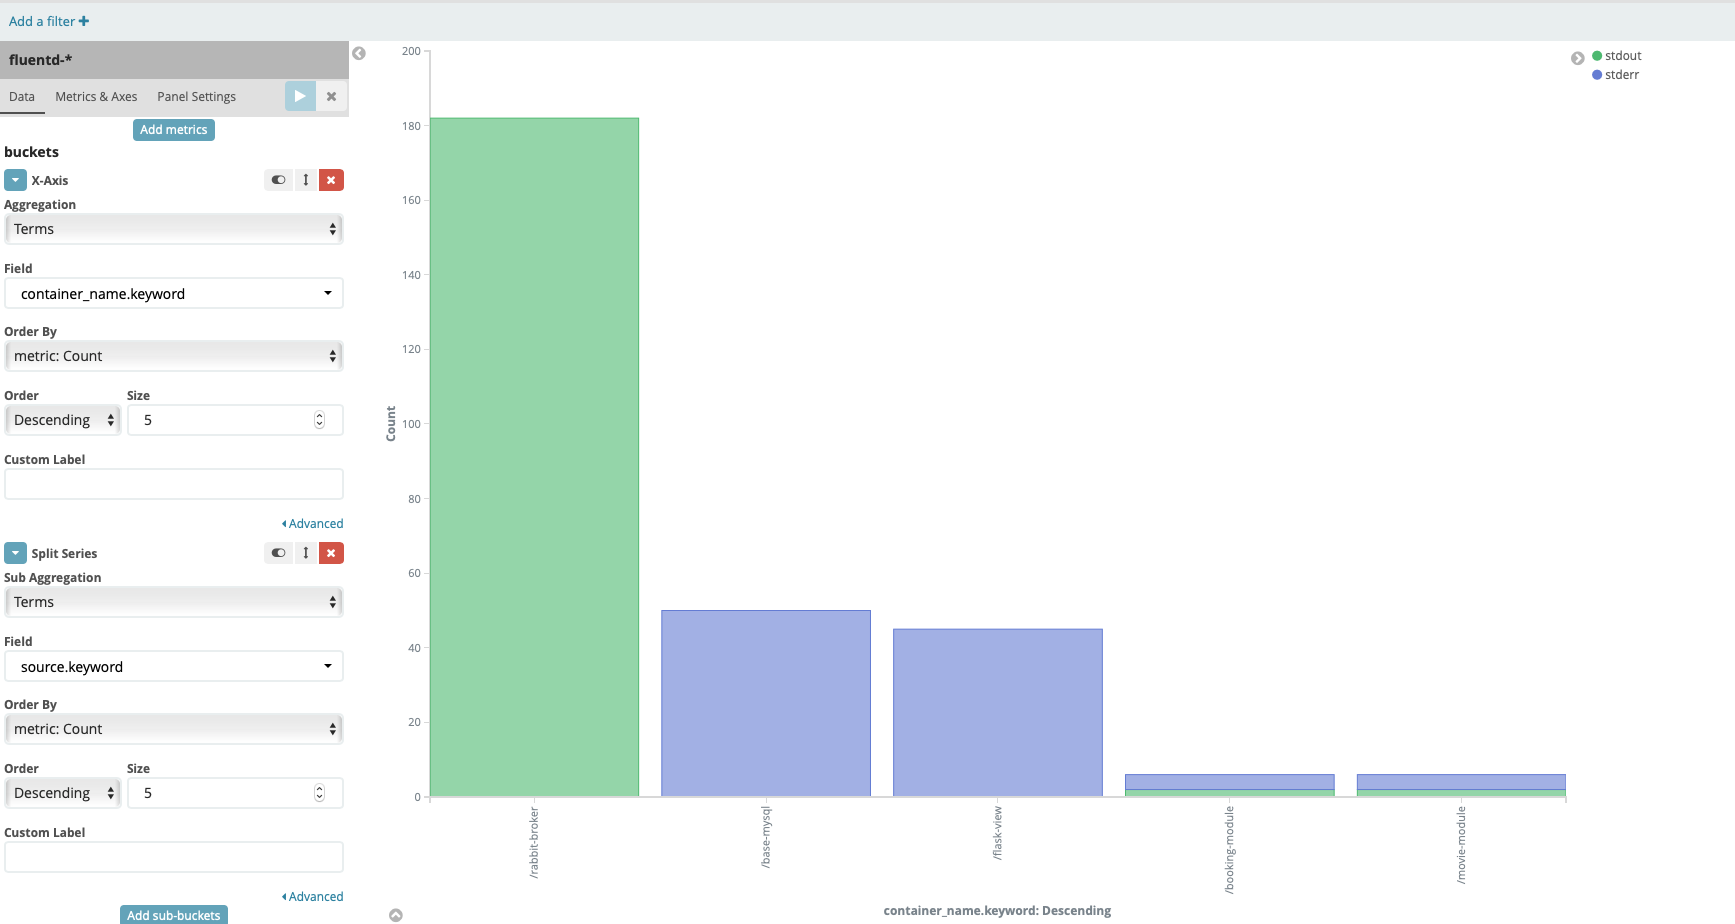 Add a filter +
fluentd-*
Data Metrics & Axes Panel Settings
Add metrics
buckets
X-Axis
Aggregation
Terms
Field
container_name.keyword
Order By
metric: Count
Order Size
Descending 5
Custom Label
Advanced
Split Series
Sub Aggregation
Terms
Field
source.keyword
Order By
metric: Count
Order Size
Descending 5
Custom Label
Advanced
Add sub-buckets
200
180
160
140
120
100
80
60
40
20
0
Count
/rabbit-broker
/base-mysql
/flask-view
/booking-module
/movie-module
container_name.keyword: Descending
stdout
stderr